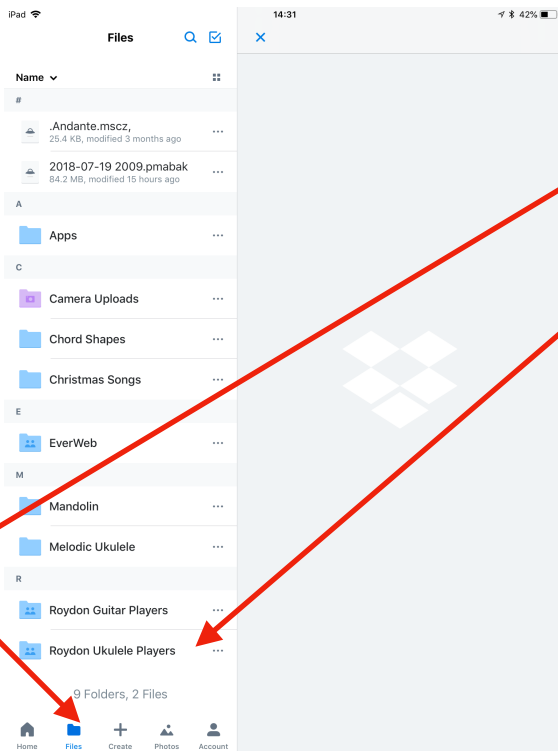 iPad 14:31 42%
Files
Name
#
.Andante.mscz,
25.4 KB, modified 3 months ago
2018-07-19 2009.pmabak
84.2 MB, modified 15 hours ago
A
Apps
C
Camera Uploads
Chord Shapes
Christmas Songs
E
EverWeb
M
Mandolin
Melodic Ukulele
R
Roydon Guitar Players
Roydon Ukulele Players
9 Folders, 2 Files
Home Files Create Photos Account